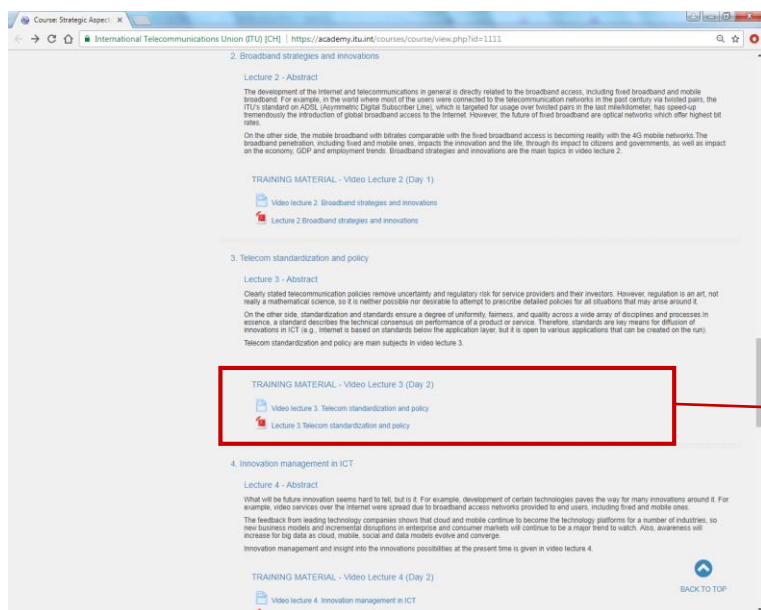 Course: Strategic Aspect
International Telecommunications Union (ITU) [CH] | https://academy.itu.int/courses/course/view.php?id=1111
2. Broadband strategies and innovations
Lecture 2 - Abstract
The development of the Internet and telecommunications in general is directly related to the broadband access, including fixed broadband and mobile
broadband. For example, in the world where most of the users were connected to the telecommunication networks in the past century via twisted pairs, the
ITU's standard on ADSL (Asymmetric Digital Subscriber Line), which is targeted for usage over twisted pairs in the last mile/kilometer, has speed-up
tremendously the introduction of global broadband access to the Internet. However, the future of fixed broadband are optical networks which offer highest bit
rates.
On the other side, the mobile broadband with bitrates comparable with the fixed broadband access is becoming reality with the 4G mobile networks.The
broadband penetration, including fixed and mobile ones, impacts the innovation and the life, through its impact to citizens and governments, as well as impact
on the economy, GDP and employment trends. Broadband strategies and innovations are the main topics in video lecture 2.
TRAINING MATERIAL - Video Lecture 2 (Day 1)
Video lecture 2. Broadband strategies and innovations
Lecture 2.Broadband strategies and innovations
3. Telecom standardization and policy
Lecture 3 - Abstract
Clearly stated telecommunication policies remove uncertainty and regulatory risk for service providers and their investors. However, regulation is an art, not
really a mathematical science, so it is neither possible nor desirable to attempt to prescribe detailed policies for all situations that may arise around it.
On the other side, standardization and standards ensure a degree of uniformity, fairness, and quality across a wide array of disciplines and processes.In
essence, a standard describes the technical consensus on performance of a product or service. Therefore, standards are key means for diffusion of
innovations in ICT (e.g., Internet is based on standards below the application layer, but it is open to various applications that can be created on the run).
Telecom standardization and policy are main subjects in video lecture 3.
TRAINING MATERIAL - Video Lecture 3 (Day 2)
Video lecture 3. Telecom standardization and policy
Lecture 3.Telecom standardization and policy
4. Innovation management in ICT
Lecture 4 - Abstract
What will be future innovation seems hard to tell, but is it. For example, development of certain technologies paves the way for many innovations around it. For
example, video services over the Internet were spread due to broadband access networks provided to end users, including fixed and mobile ones.
The feedback from leading technology companies shows that cloud and mobile continue to become the technology platforms for a number of industries, so
new business models and incremental disruptions in enterprise and consumer markets will continue to be a major trend to watch. Also, awareness will
increase for big data as cloud, mobile, social and data models evolve and converge.
Innovation management and insight into the innovations possibilities at the present time is given in video lecture 4.
TRAINING MATERIAL - Video Lecture 4 (Day 2)
BACK TO TOP
Video lecture 4. Innovation management in ICT